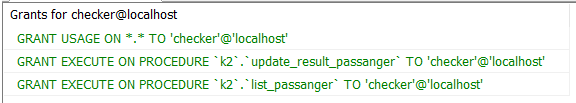 Grants for checker@localhost
GRANT USAGE ON *.* TO 'checker'@'localhost'
GRANT EXECUTE ON PROCEDURE `k2`.`update_result_passanger` TO 'checker'@'localhost'
GRANT EXECUTE ON PROCEDURE `k2`.`list_passanger` TO 'checker'@'localhost'